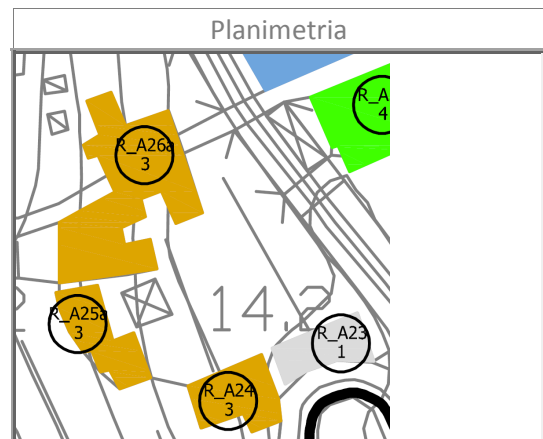 Planimetria
R_A
4
R_A26a
3
14.2
R_A25a
3
R_A23
1
R_A24
3